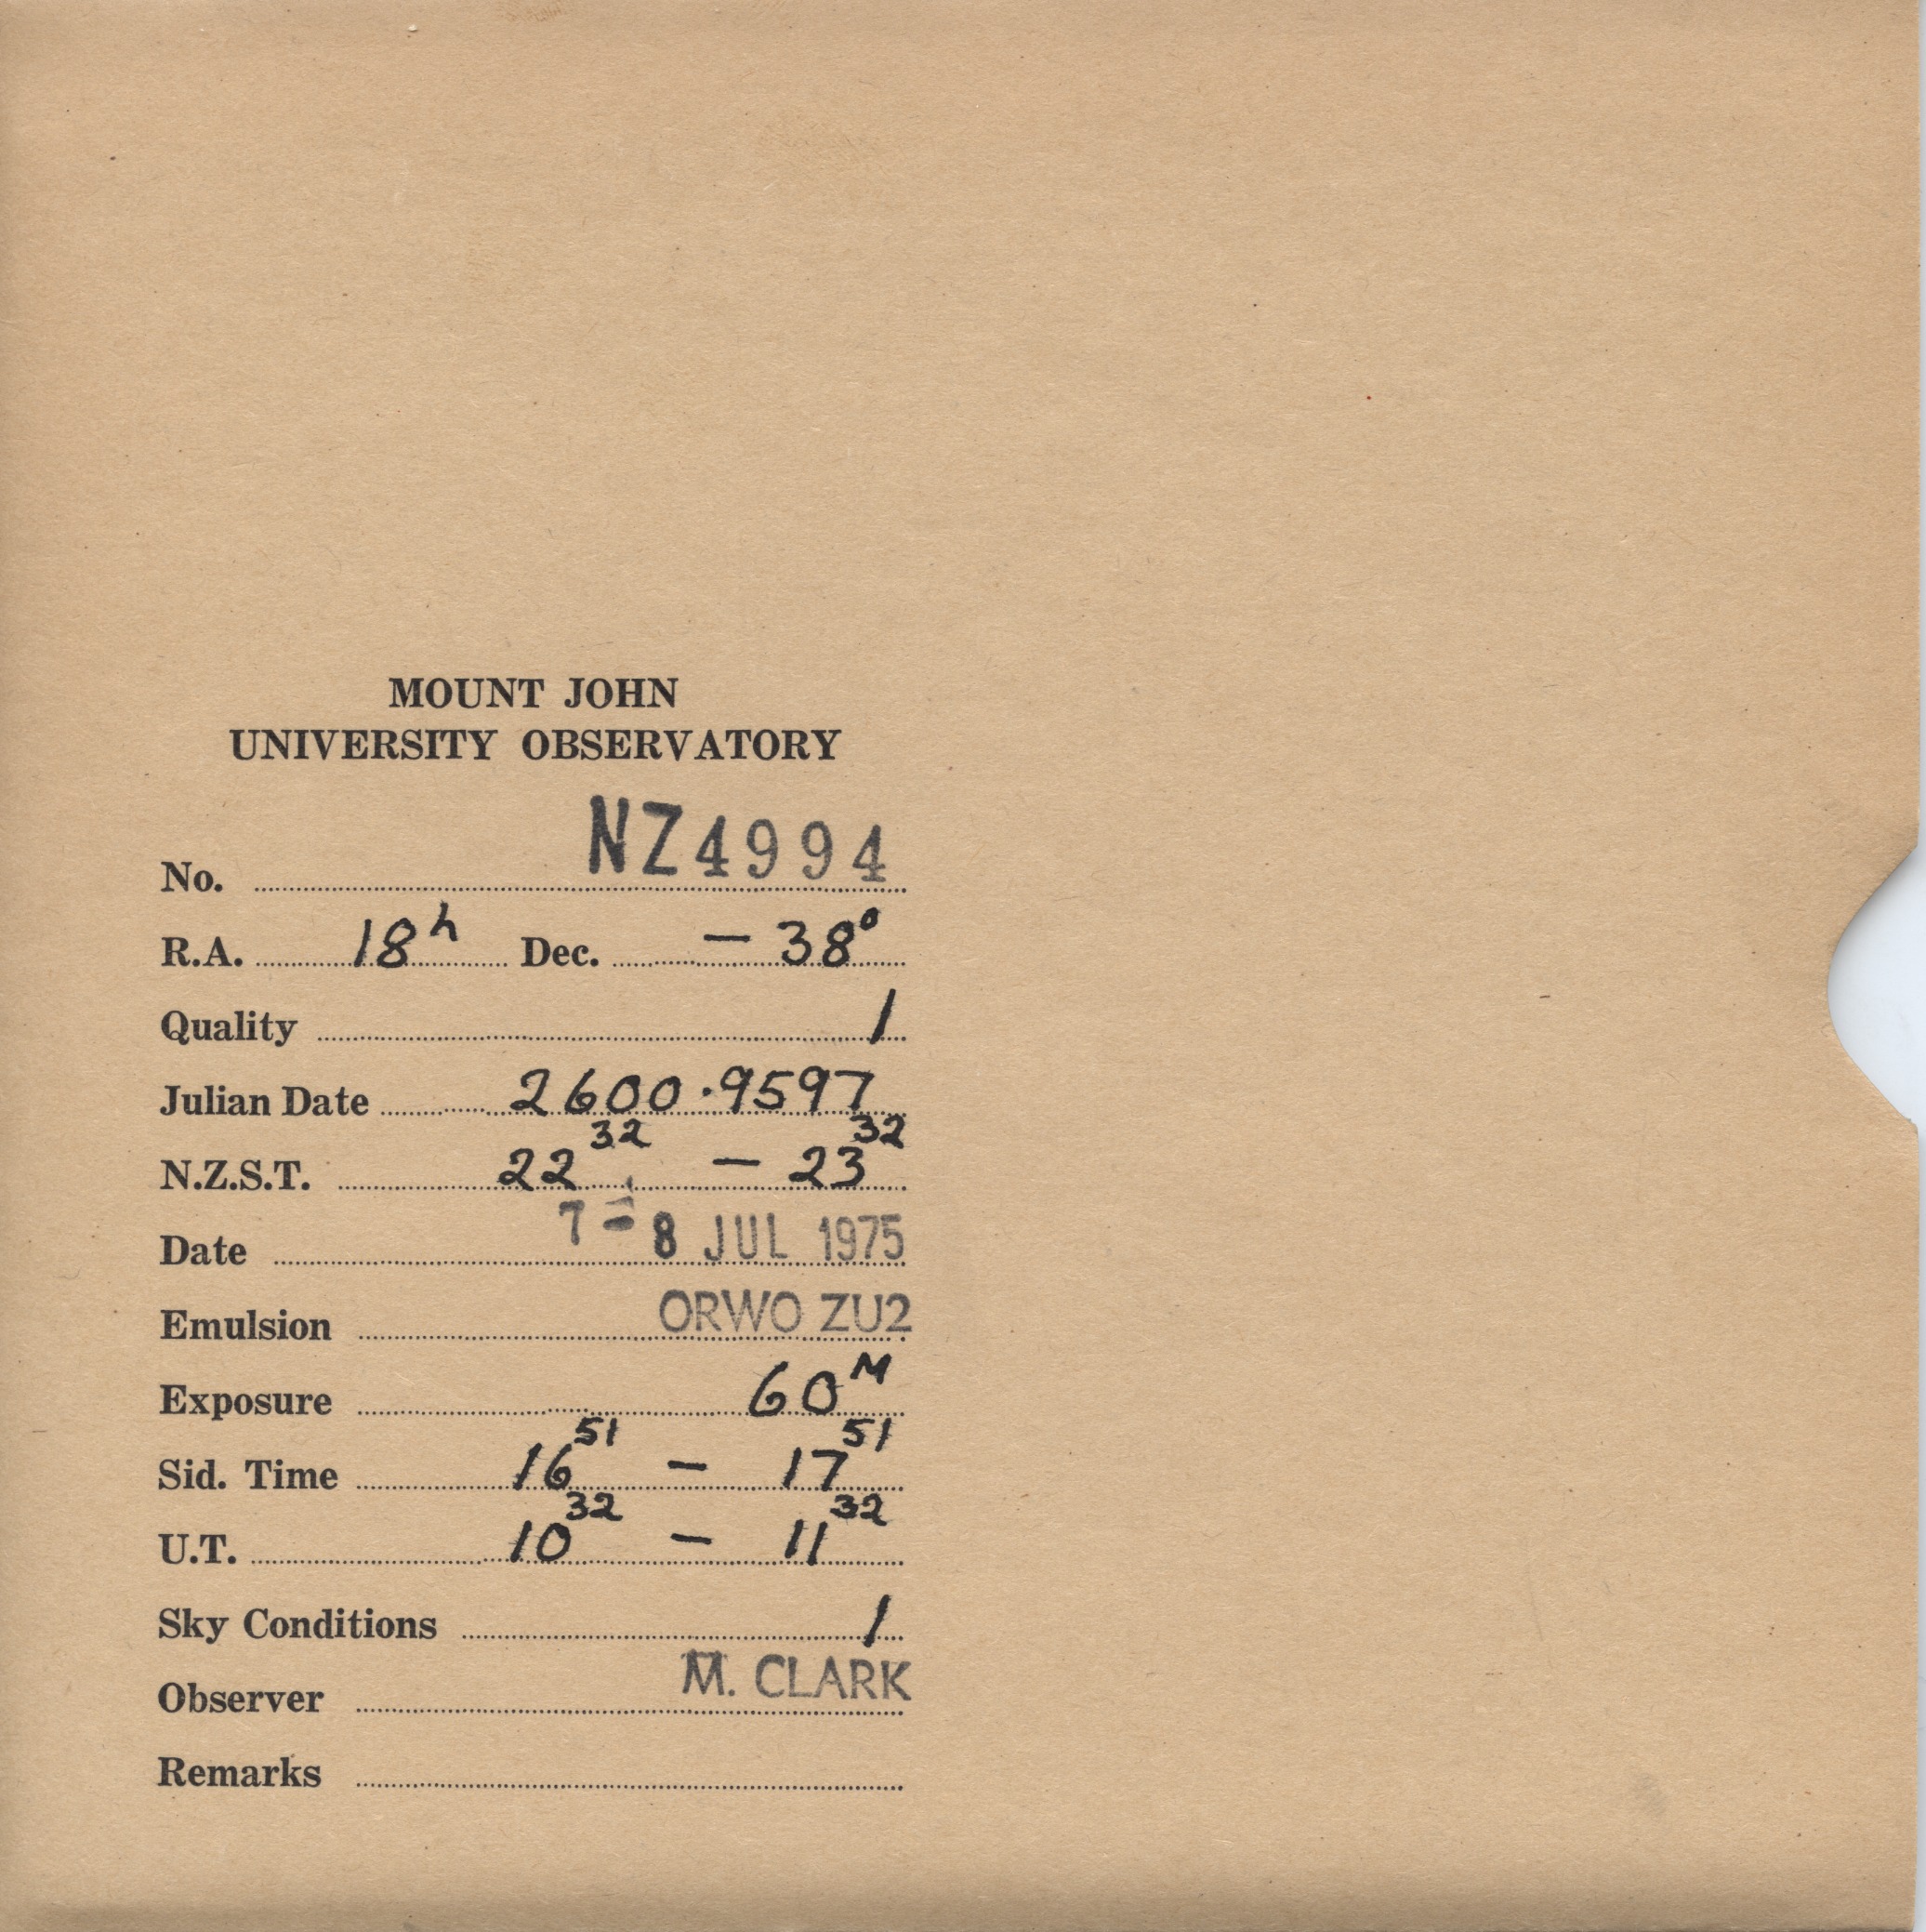 MOUNT JOHN
UNIVERSITY OBSERVATORY
No. NZ4994
R.A. 18h Dec. – 38°
Quality 1
Julian Date 2600.9597
N.Z.S.T. 22 32 – 23 32
Date 7–8 JUL 1975
Emulsion ORWO ZU2
Exposure 60M
Sid. Time 16 51 – 17 51
U.T. 10 32 – 11 32
Sky Conditions 1
Observer M. CLARK
Remarks